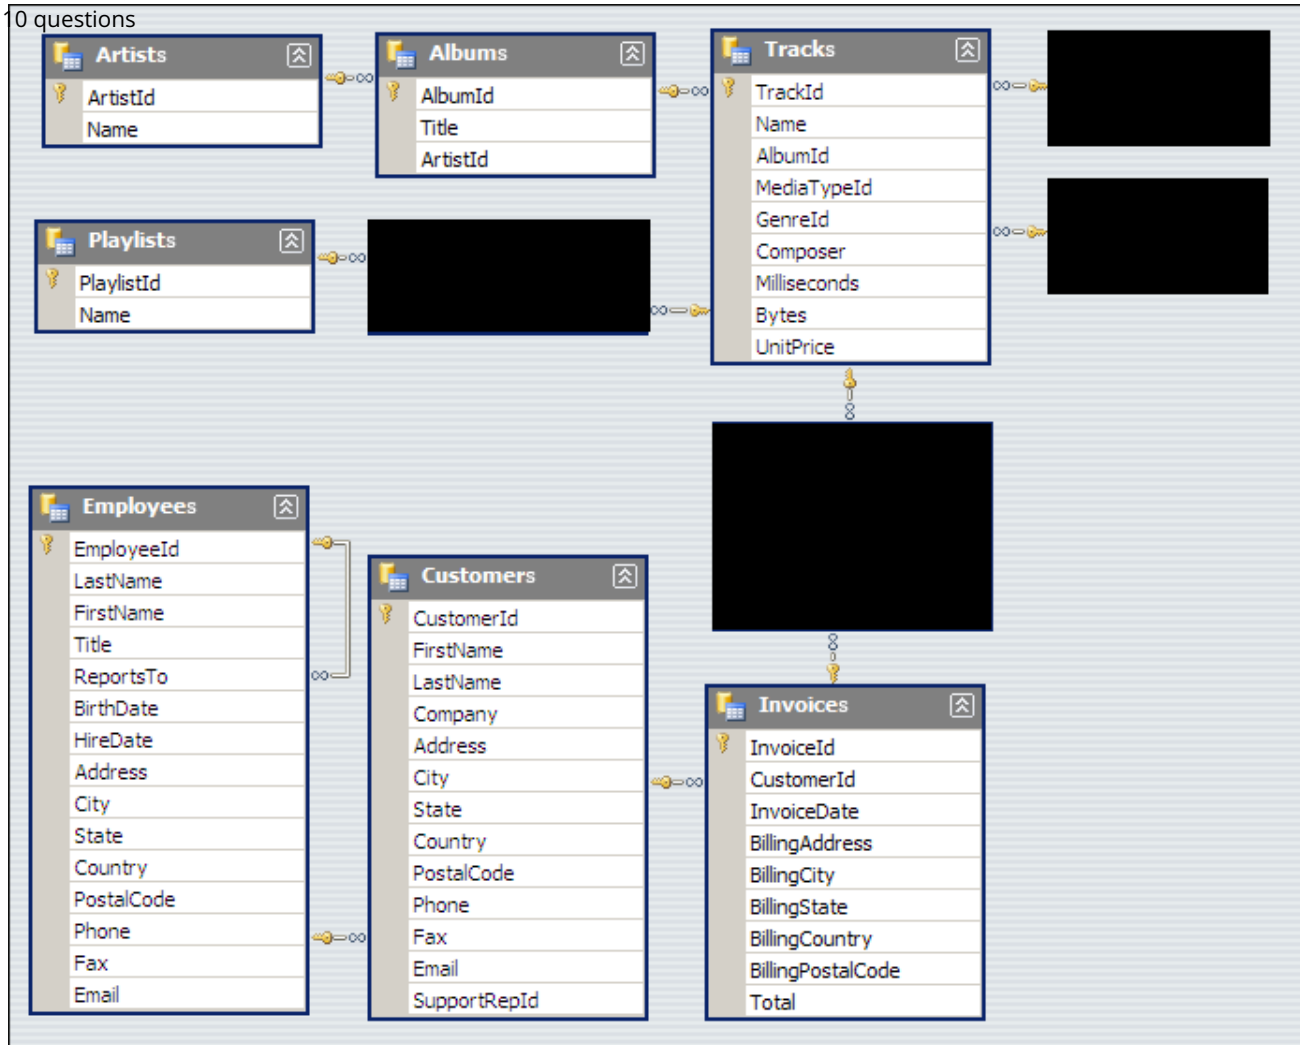 10 questions
Artists
ArtistId
Name
Albums
AlbumId
Title
ArtistId
Tracks
TrackId
Name
AlbumId
MediaTypeId
GenreId
Composer
Milliseconds
Bytes
UnitPrice
Playlists
PlaylistId
Name
Employees
EmployeeId
LastName
FirstName
Title
ReportsTo
BirthDate
HireDate
Address
City
State
Country
PostalCode
Phone
Fax
Email
Customers
CustomerId
FirstName
LastName
Company
Address
City
State
Country
PostalCode
Phone
Fax
Email
SupportRepId
Invoices
InvoiceId
CustomerId
InvoiceDate
BillingAddress
BillingCity
BillingState
BillingCountry
BillingPostalCode
Total